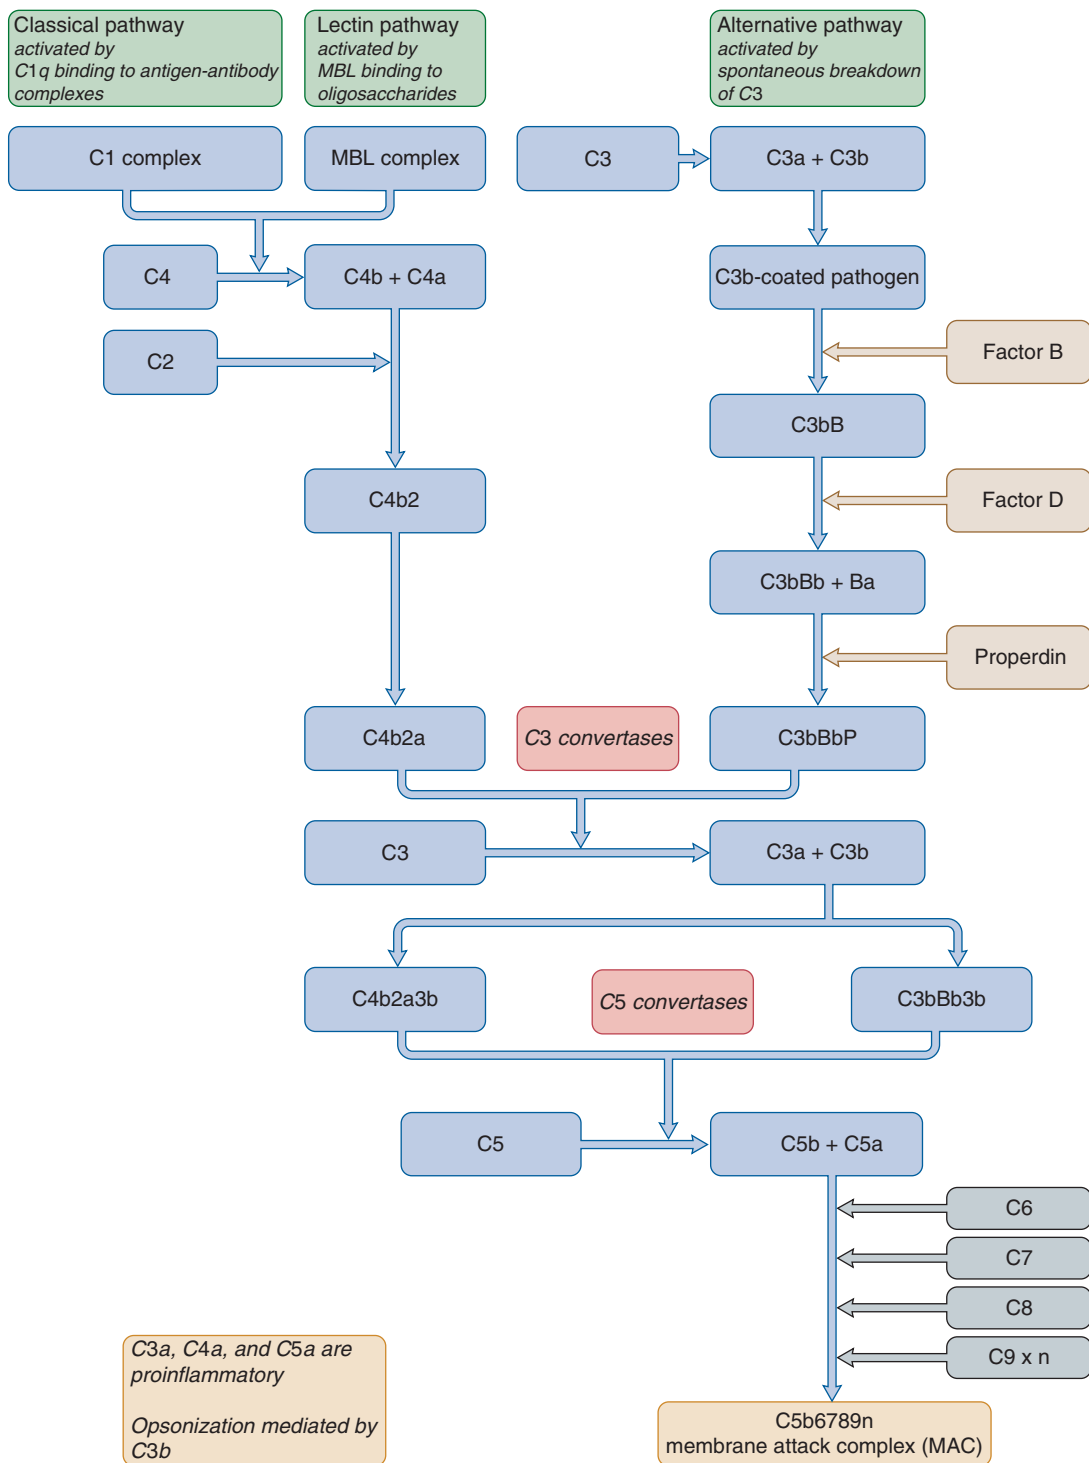 Classical pathway
activated by
C1q binding to antigen-antibody
complexes
Lectin pathway
activated by
MBL binding to
oligosaccharides
Alternative pathway
activated by
spontaneous breakdown
of C3
C1 complex
MBL complex
C3
C3a + C3b
C4
C4b + C4a
C3b-coated pathogen
C2
Factor B
C3bB
C4b2
Factor D
C3bBb + Ba
Properdin
C4b2a
C3 convertases
C3bBbP
C3
C3a + C3b
C4b2a3b
C5 convertases
C3bBb3b
C5
C5b + C5a
C6
C7
C8
C9 x n
C3a, C4a, and C5a are
proinflammatory
Opsonization mediated by
C3b
C5b6789n
membrane attack complex (MAC)